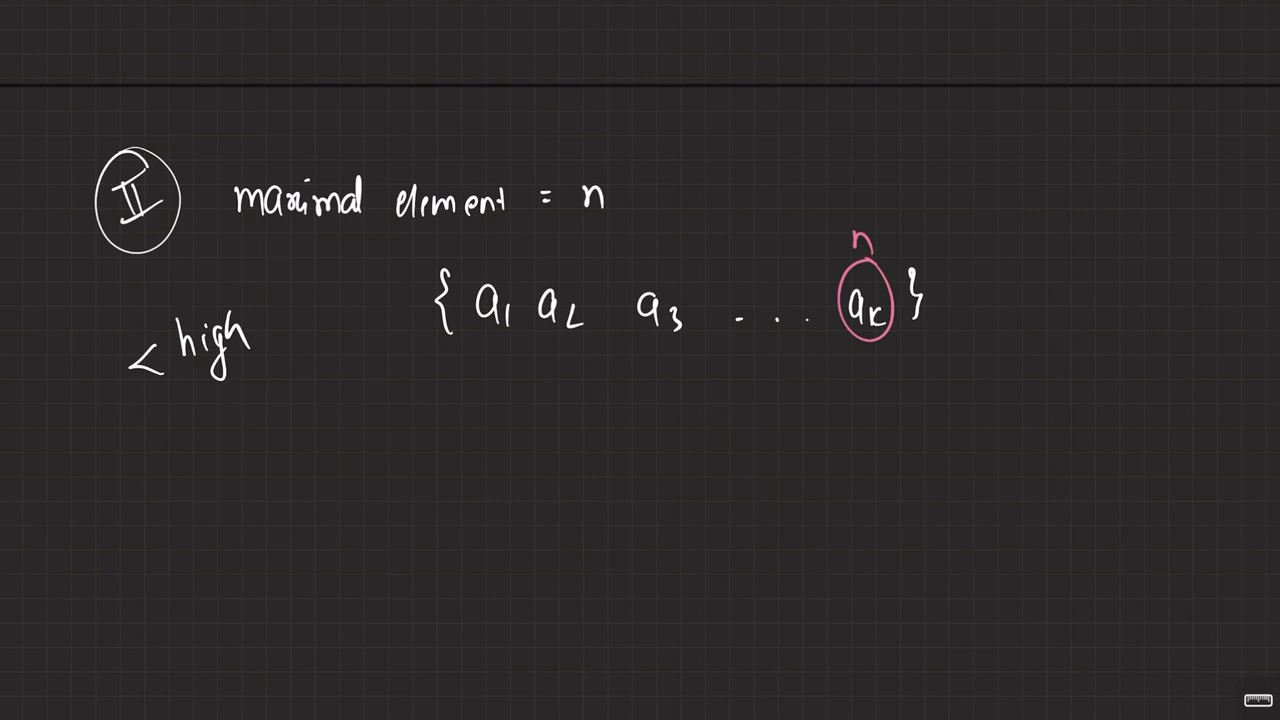 II maximal element = n
n
{ a1 a2 a3 . . . ak }
< high